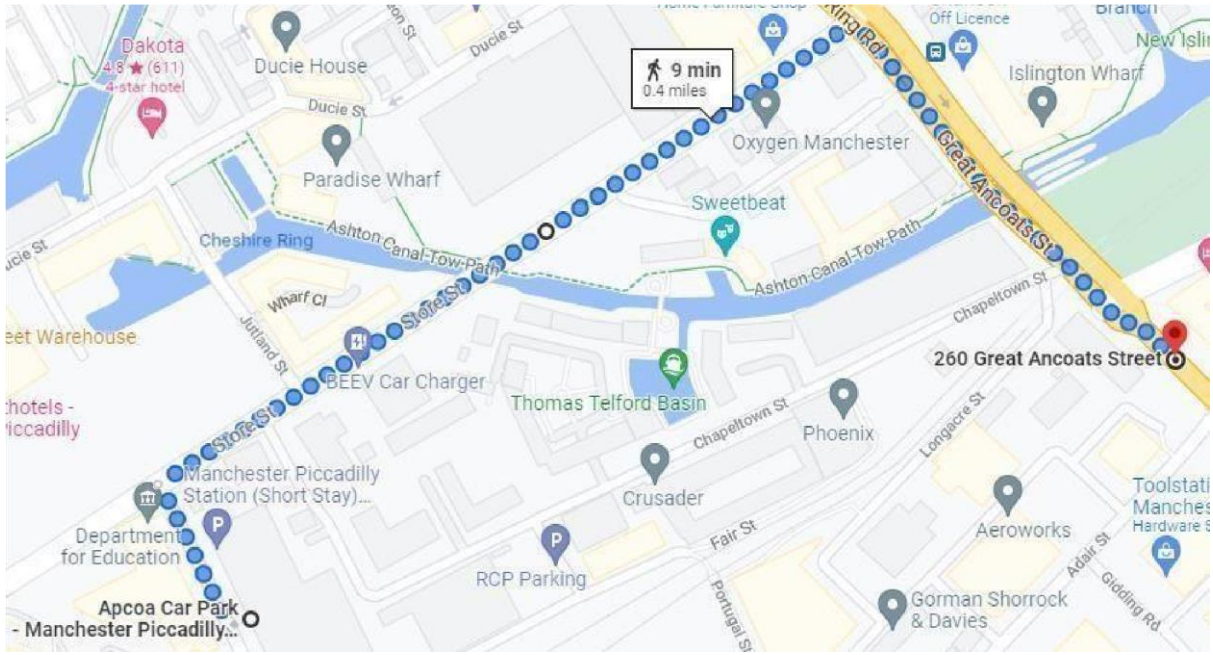 Dakota
4.8 ★ (611)
4-star hotel
Ducie House
Ducie St
Ducie St
Home Furniture Shop
Ring Rd
Off Licence
Branch
New Islin
Islington Wharf
9 min
0.4 miles
Oxygen Manchester
Great Ancoats St
Paradise Wharf
Sweetbeat
ucie St
Cheshire Ring
Ashton Canal-Tow-Path
Ashton-Canal-Tow-Path
Wharf Cl
Store St
Chapeltown St
eet Warehouse
Jutland St
BEEV Car Charger
260 Great Ancoats Street
Thomas Telford Basin
hotels -
iccadilly
Chapeltown St
Phoenix
Longacre St
Store St
Manchester Piccadilly
Station (Short Stay)...
Crusader
Toolstati
Manches
Hardware S
Department
for Education
Fair St
Aeroworks
Adair St
RCP Parking
Gidding Rd
Portugal St
Apcoa Car Park
- Manchester Piccadilly...
Gorman Shorrock
& Davies